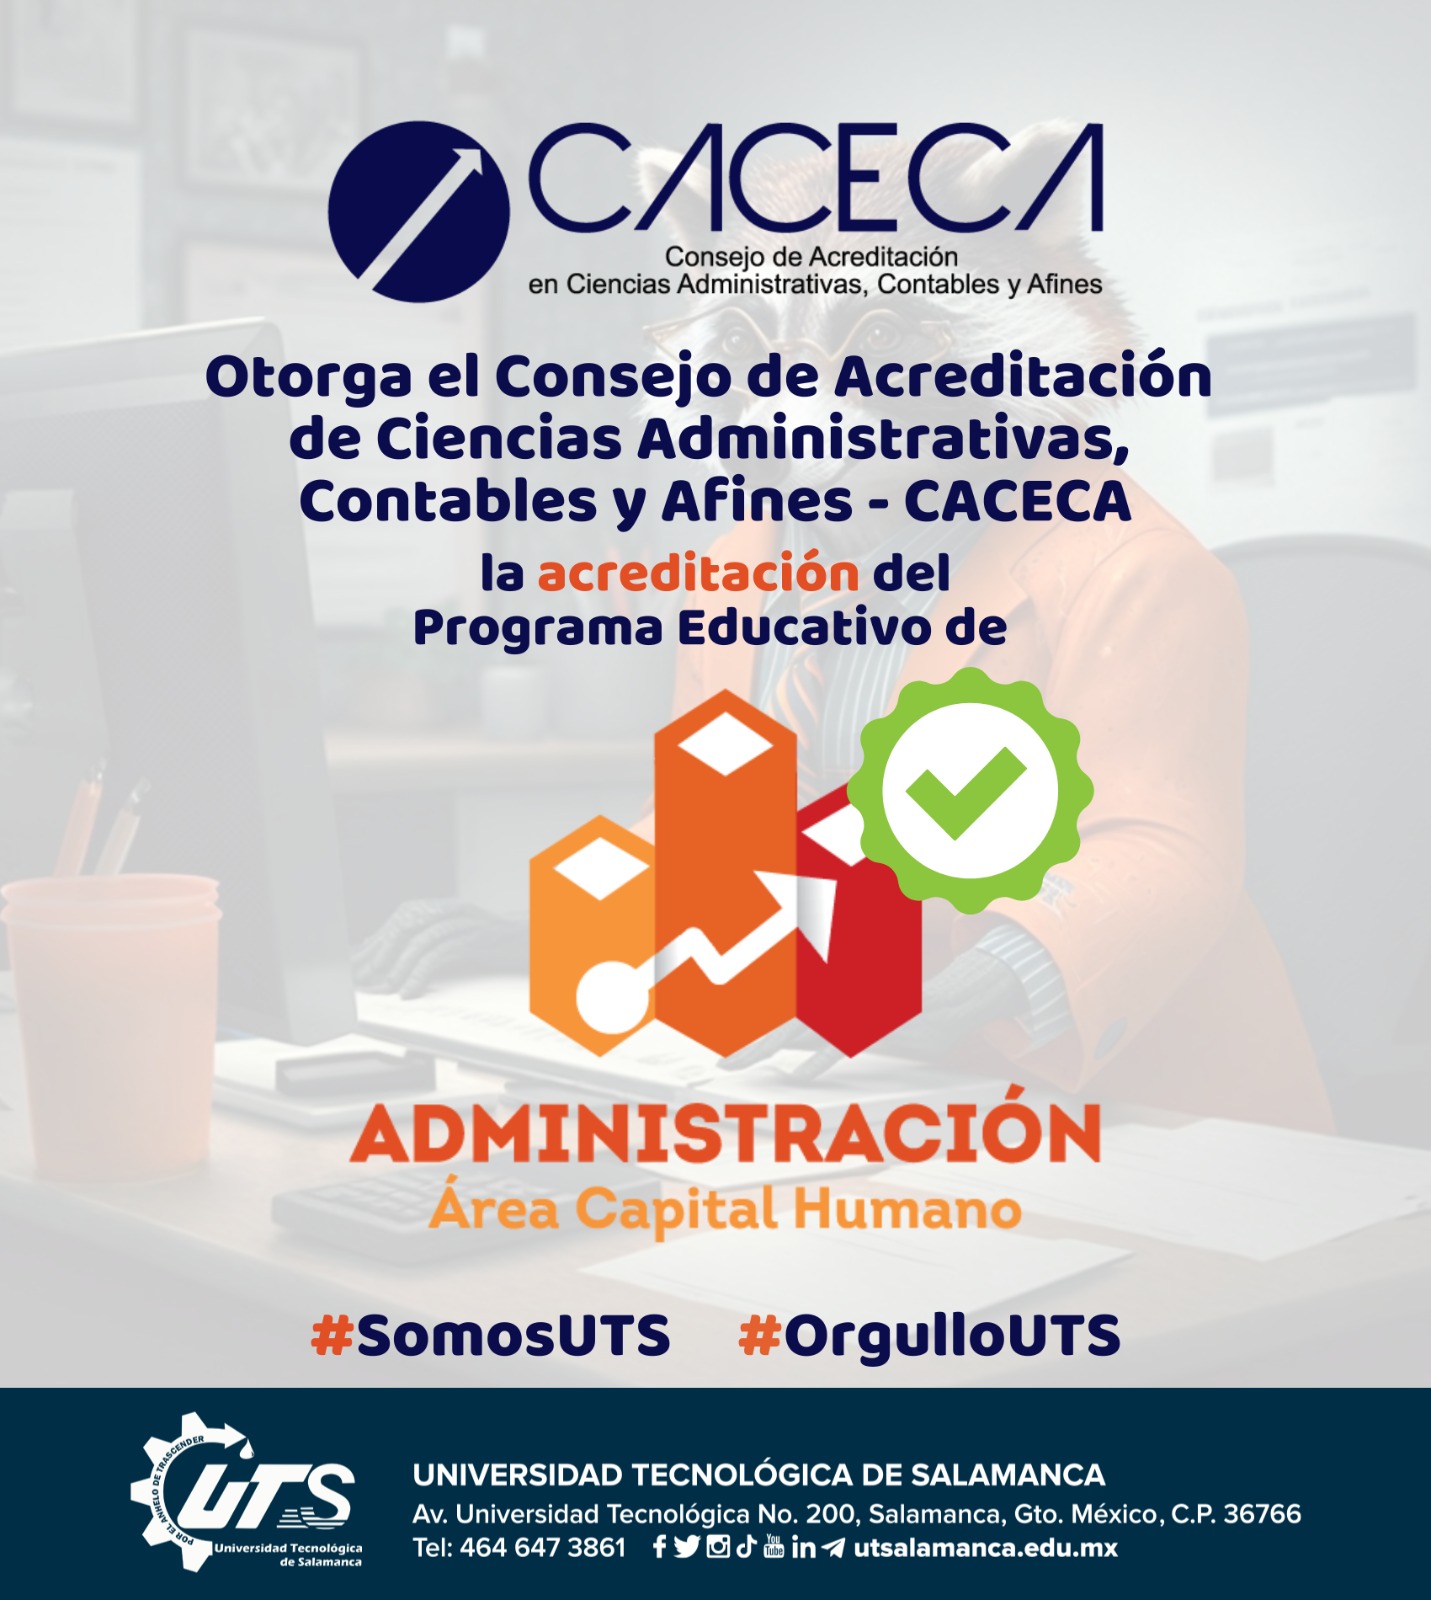 CACECA
Consejo de Acreditación
en Ciencias Administrativas, Contables y Afines
Otorga el Consejo de Acreditación
de Ciencias Administrativas,
Contables y Afines - CACECA
la acreditación del
Programa Educativo de
ADMINISTRACIÓN
Área Capital Humano
#SomosUTS #OrgulloUTS
POR EL ANHELO DE TRASCENDER
UTS
Universidad Tecnológica
de Salamanca
UNIVERSIDAD TECNOLÓGICA DE SALAMANCA
Av. Universidad Tecnológica No. 200, Salamanca, Gto. México, C.P. 36766
Tel: 464 647 3861 f You Tube in utsalamanca.edu.mx